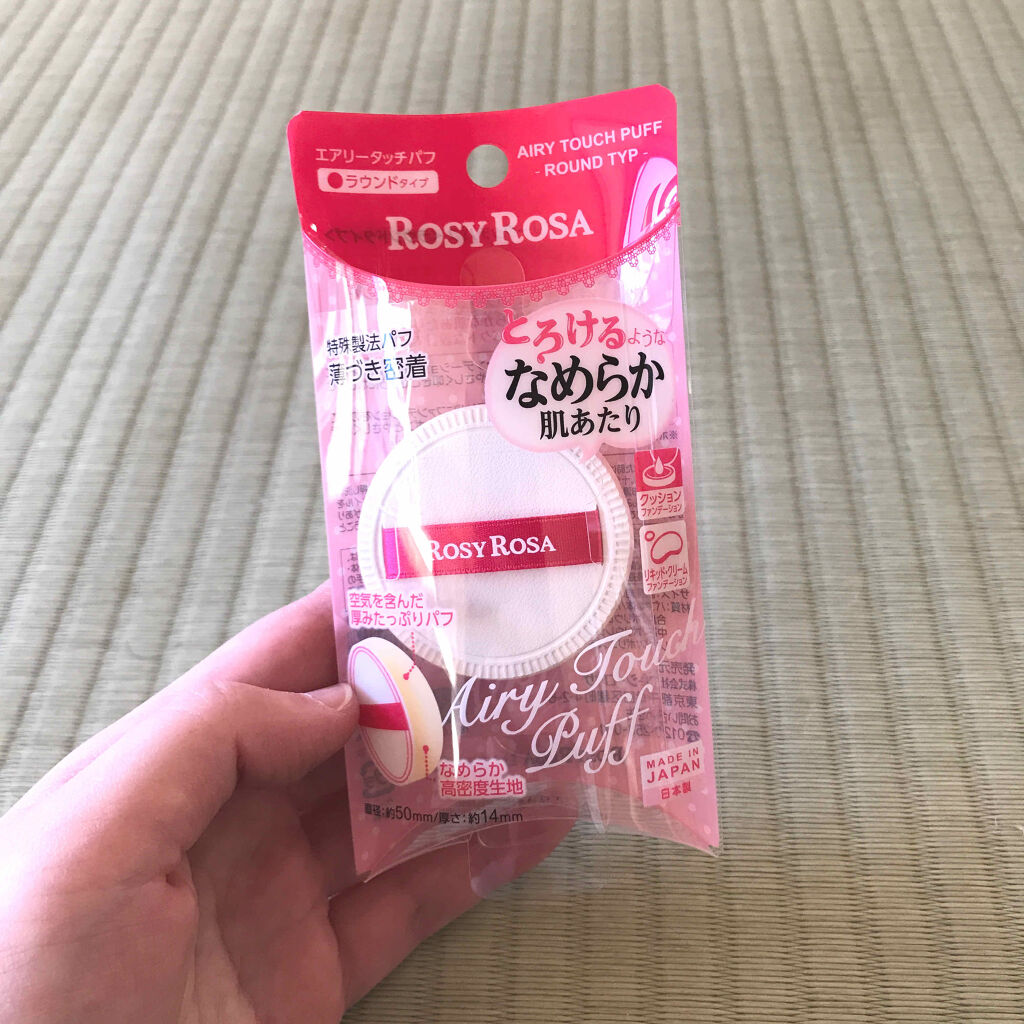 エアリータッチパフ
ラウンドタイプ
AIRY TOUCH PUFF
- ROUND TYP -
ROSY ROSA
特殊製法パフ
薄づき密着
とろけるような
なめらか
肌あたり
クッション
ファンデーション
リキッド・クリーム
ファンデーション
ROSY ROSA
空気を含んだ
厚みたっぷりパフ
Airy Touch
Puff
なめらか
高密度生地
MADE IN
JAPAN
日本製
直径:約50mm/厚さ:約14mm